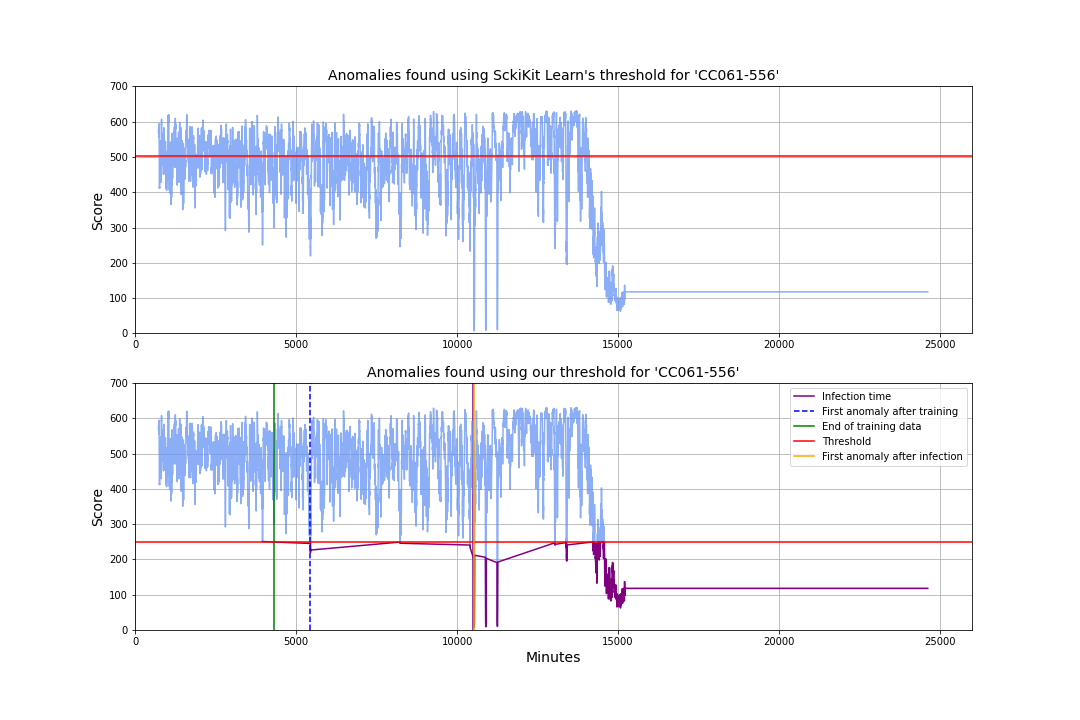 Anomalies found using SckiKit Learn's threshold for 'CC061-556'
700
600
500
400
300
200
100
0
Score
0 5000 10000 15000 20000 25000
Anomalies found using our threshold for 'CC061-556'
700
600
500
400
300
200
100
0
Score
Infection time
First anomaly after training
End of training data
Threshold
First anomaly after infection
0 5000 10000 15000 20000 25000
Minutes